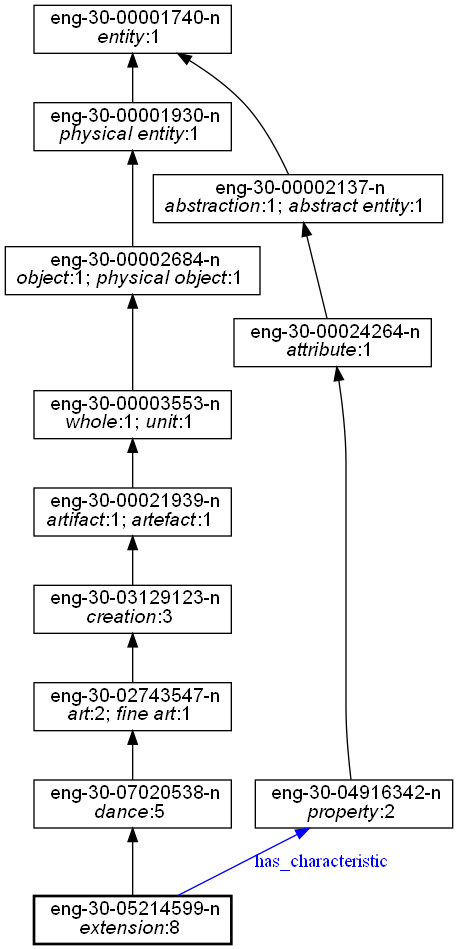 eng-30-00001740-n
entity:1
eng-30-00001930-n
physical entity:1
eng-30-00002137-n
abstraction:1; abstract entity:1
eng-30-00002684-n
object:1; physical object:1
eng-30-00024264-n
attribute:1
eng-30-00003553-n
whole:1; unit:1
eng-30-00021939-n
artifact:1; artefact:1
eng-30-03129123-n
creation:3
eng-30-02743547-n
art:2; fine art:1
eng-30-07020538-n
dance:5
eng-30-04916342-n
property:2
has_characteristic
eng-30-05214599-n
extension:8